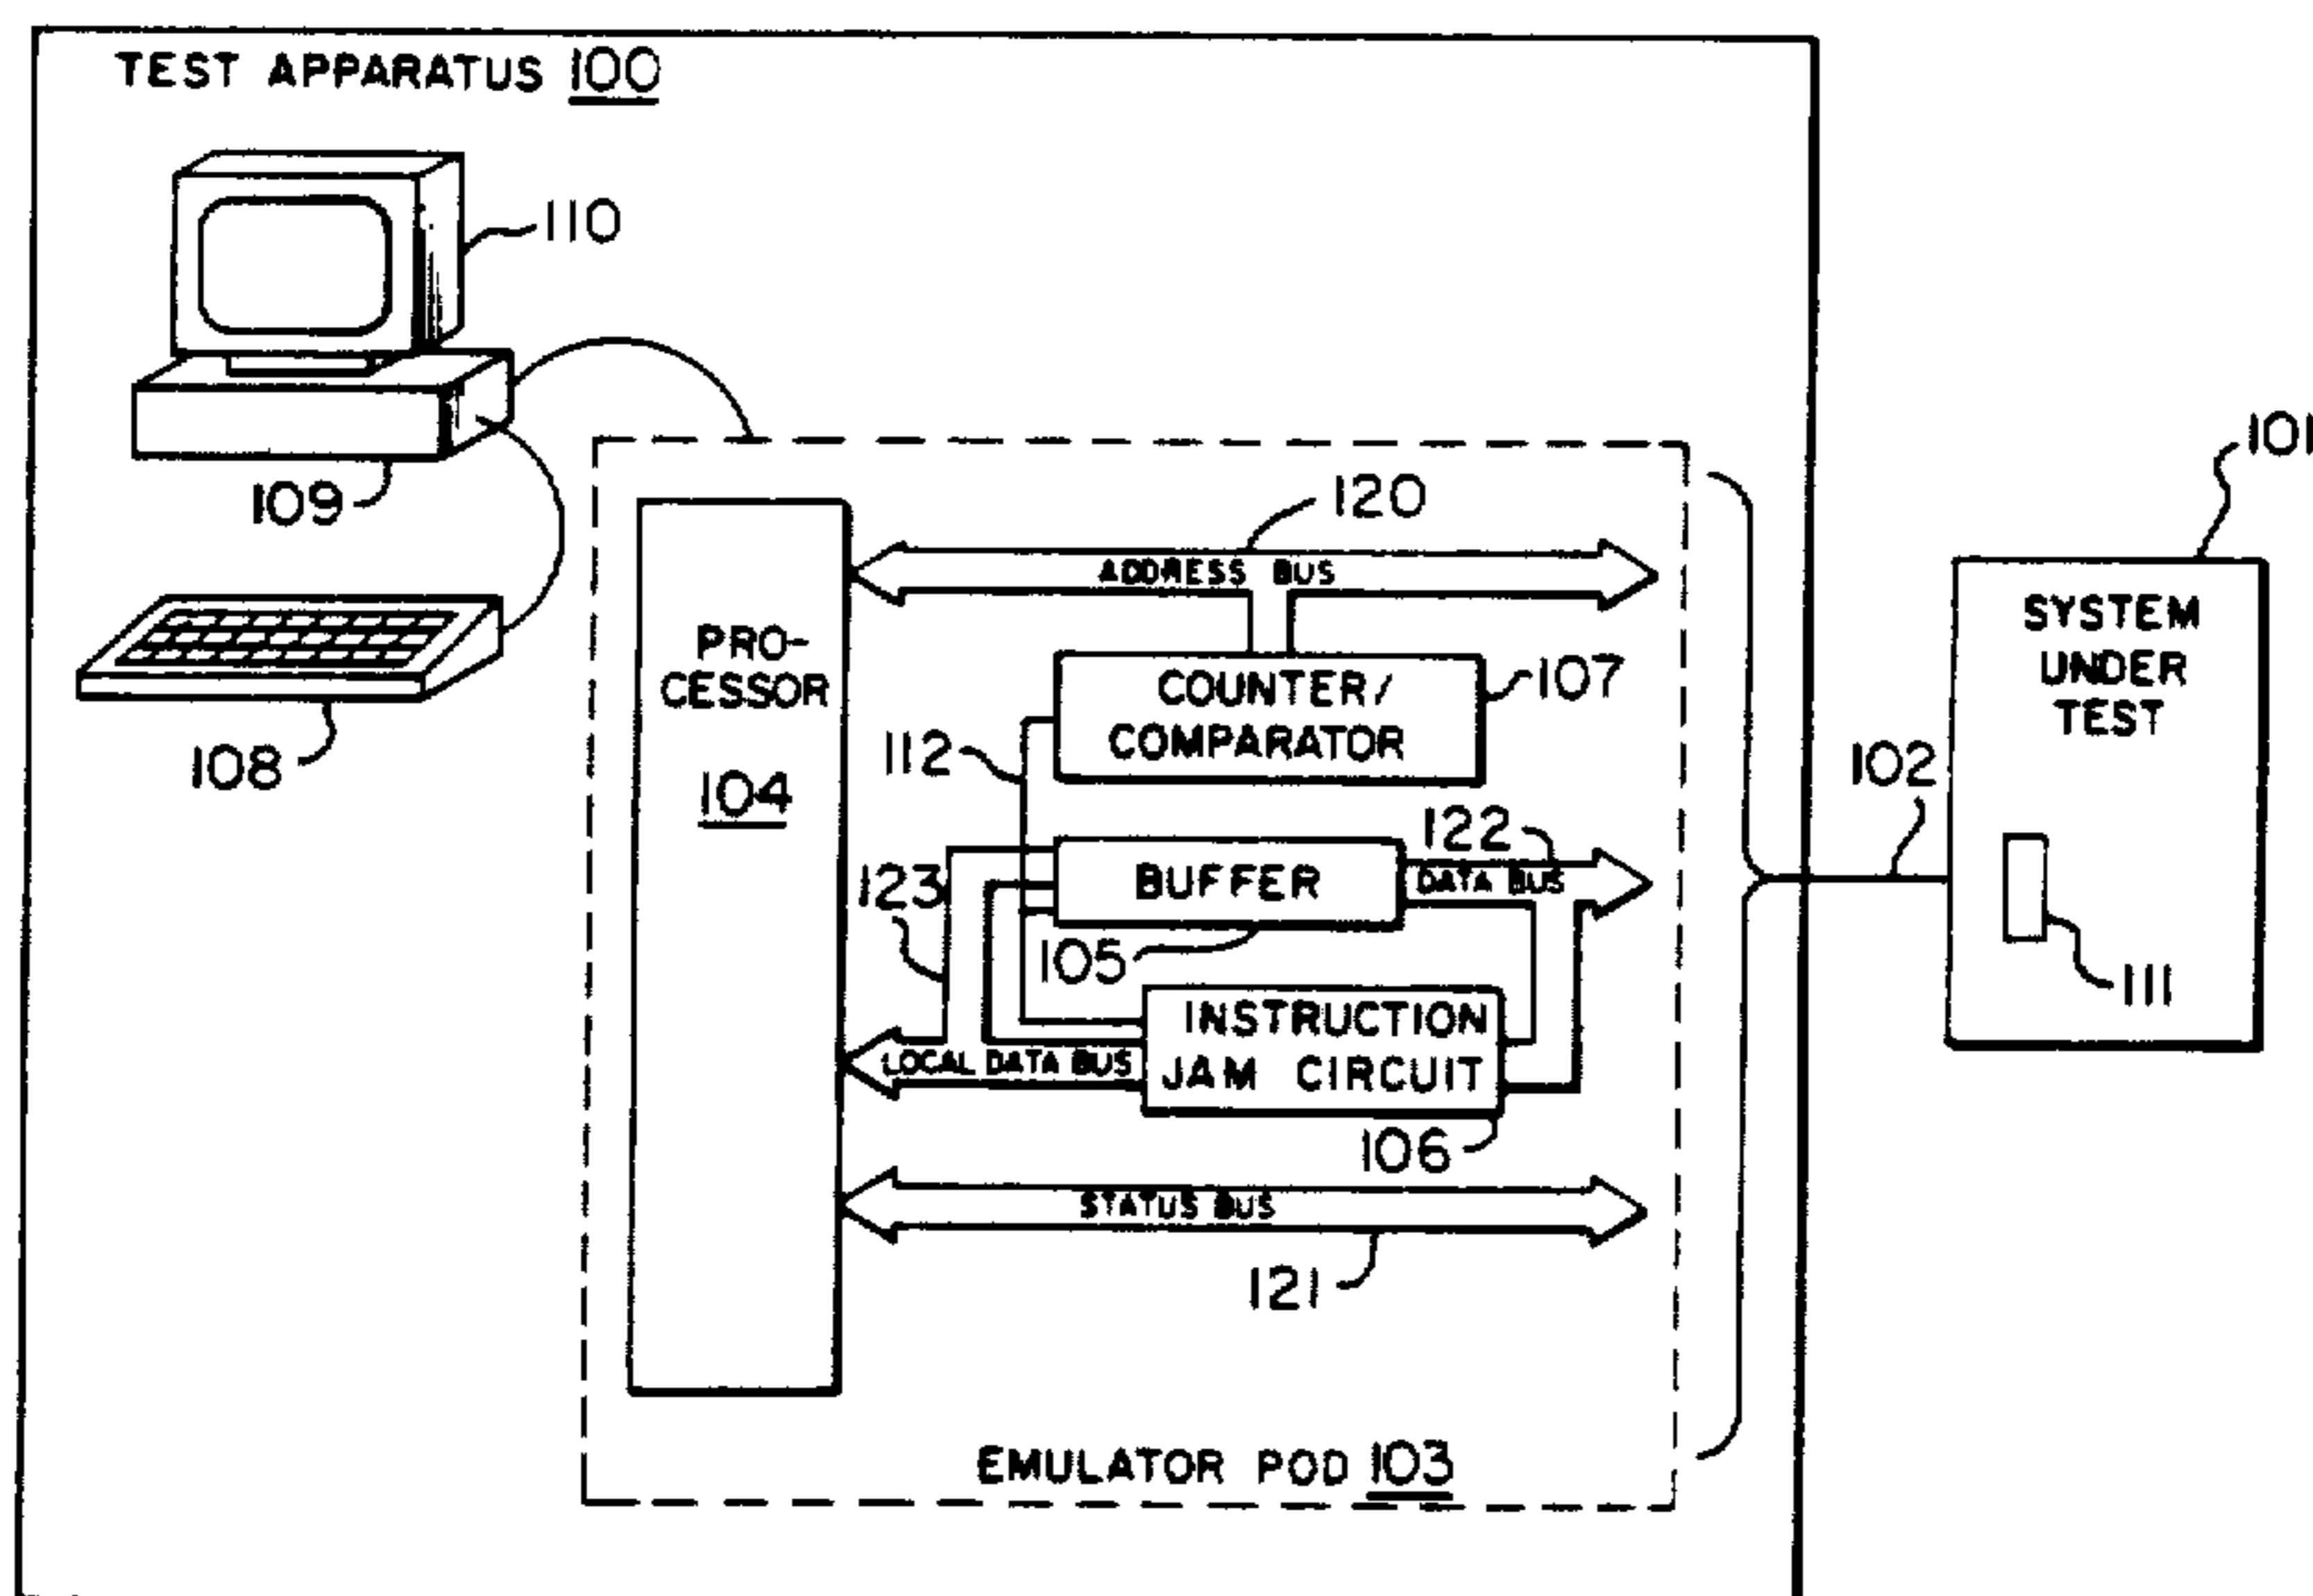 TEST APPARATUS 100
110
109
108
120
ADDRESS BUS
PRO-
CESSOR
104
COUNTER/
COMPARATOR
107
112
122
DATA BUS
BUFFER
123
105
INSTRUCTION
JAM CIRCUIT
LOCAL DATA BUS
106
STATUS BUS
121
EMULATOR POD 103
101
SYSTEM
UNDER
TEST
102
111